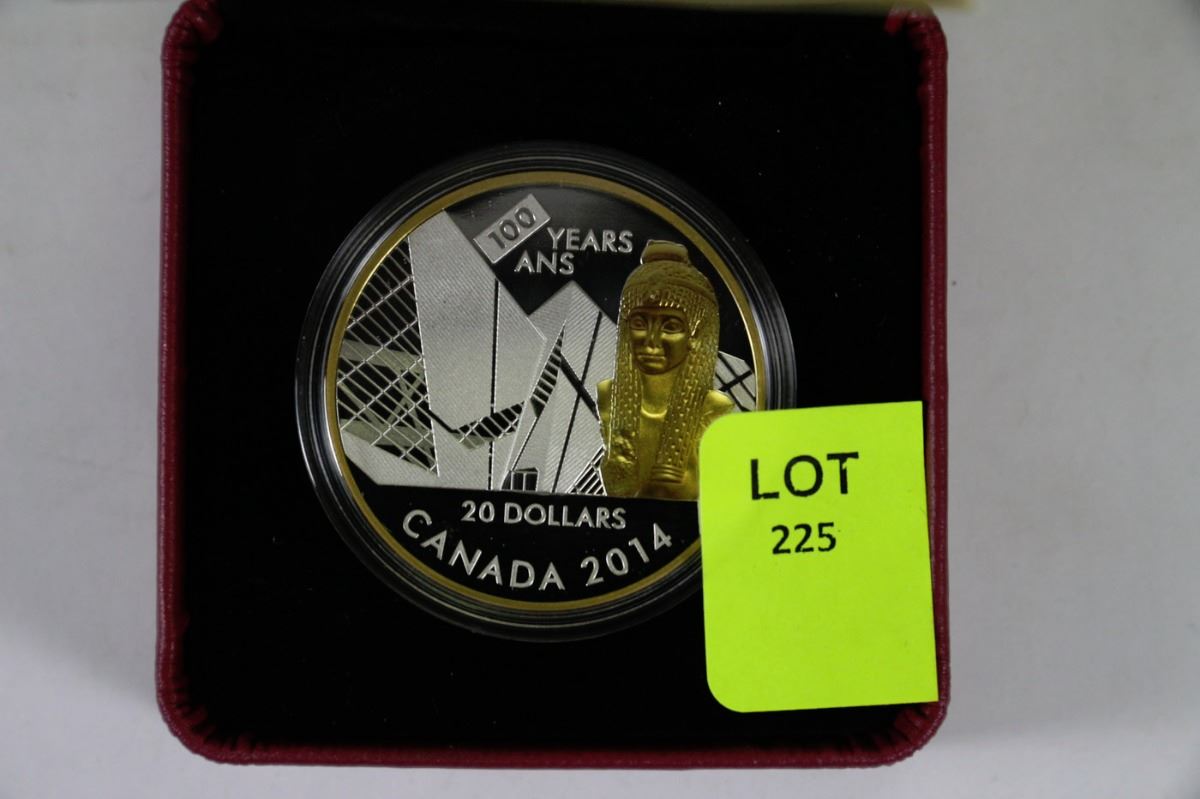 100 YEARS
ANS
20 DOLLARS
CANADA 2014
LOT
225